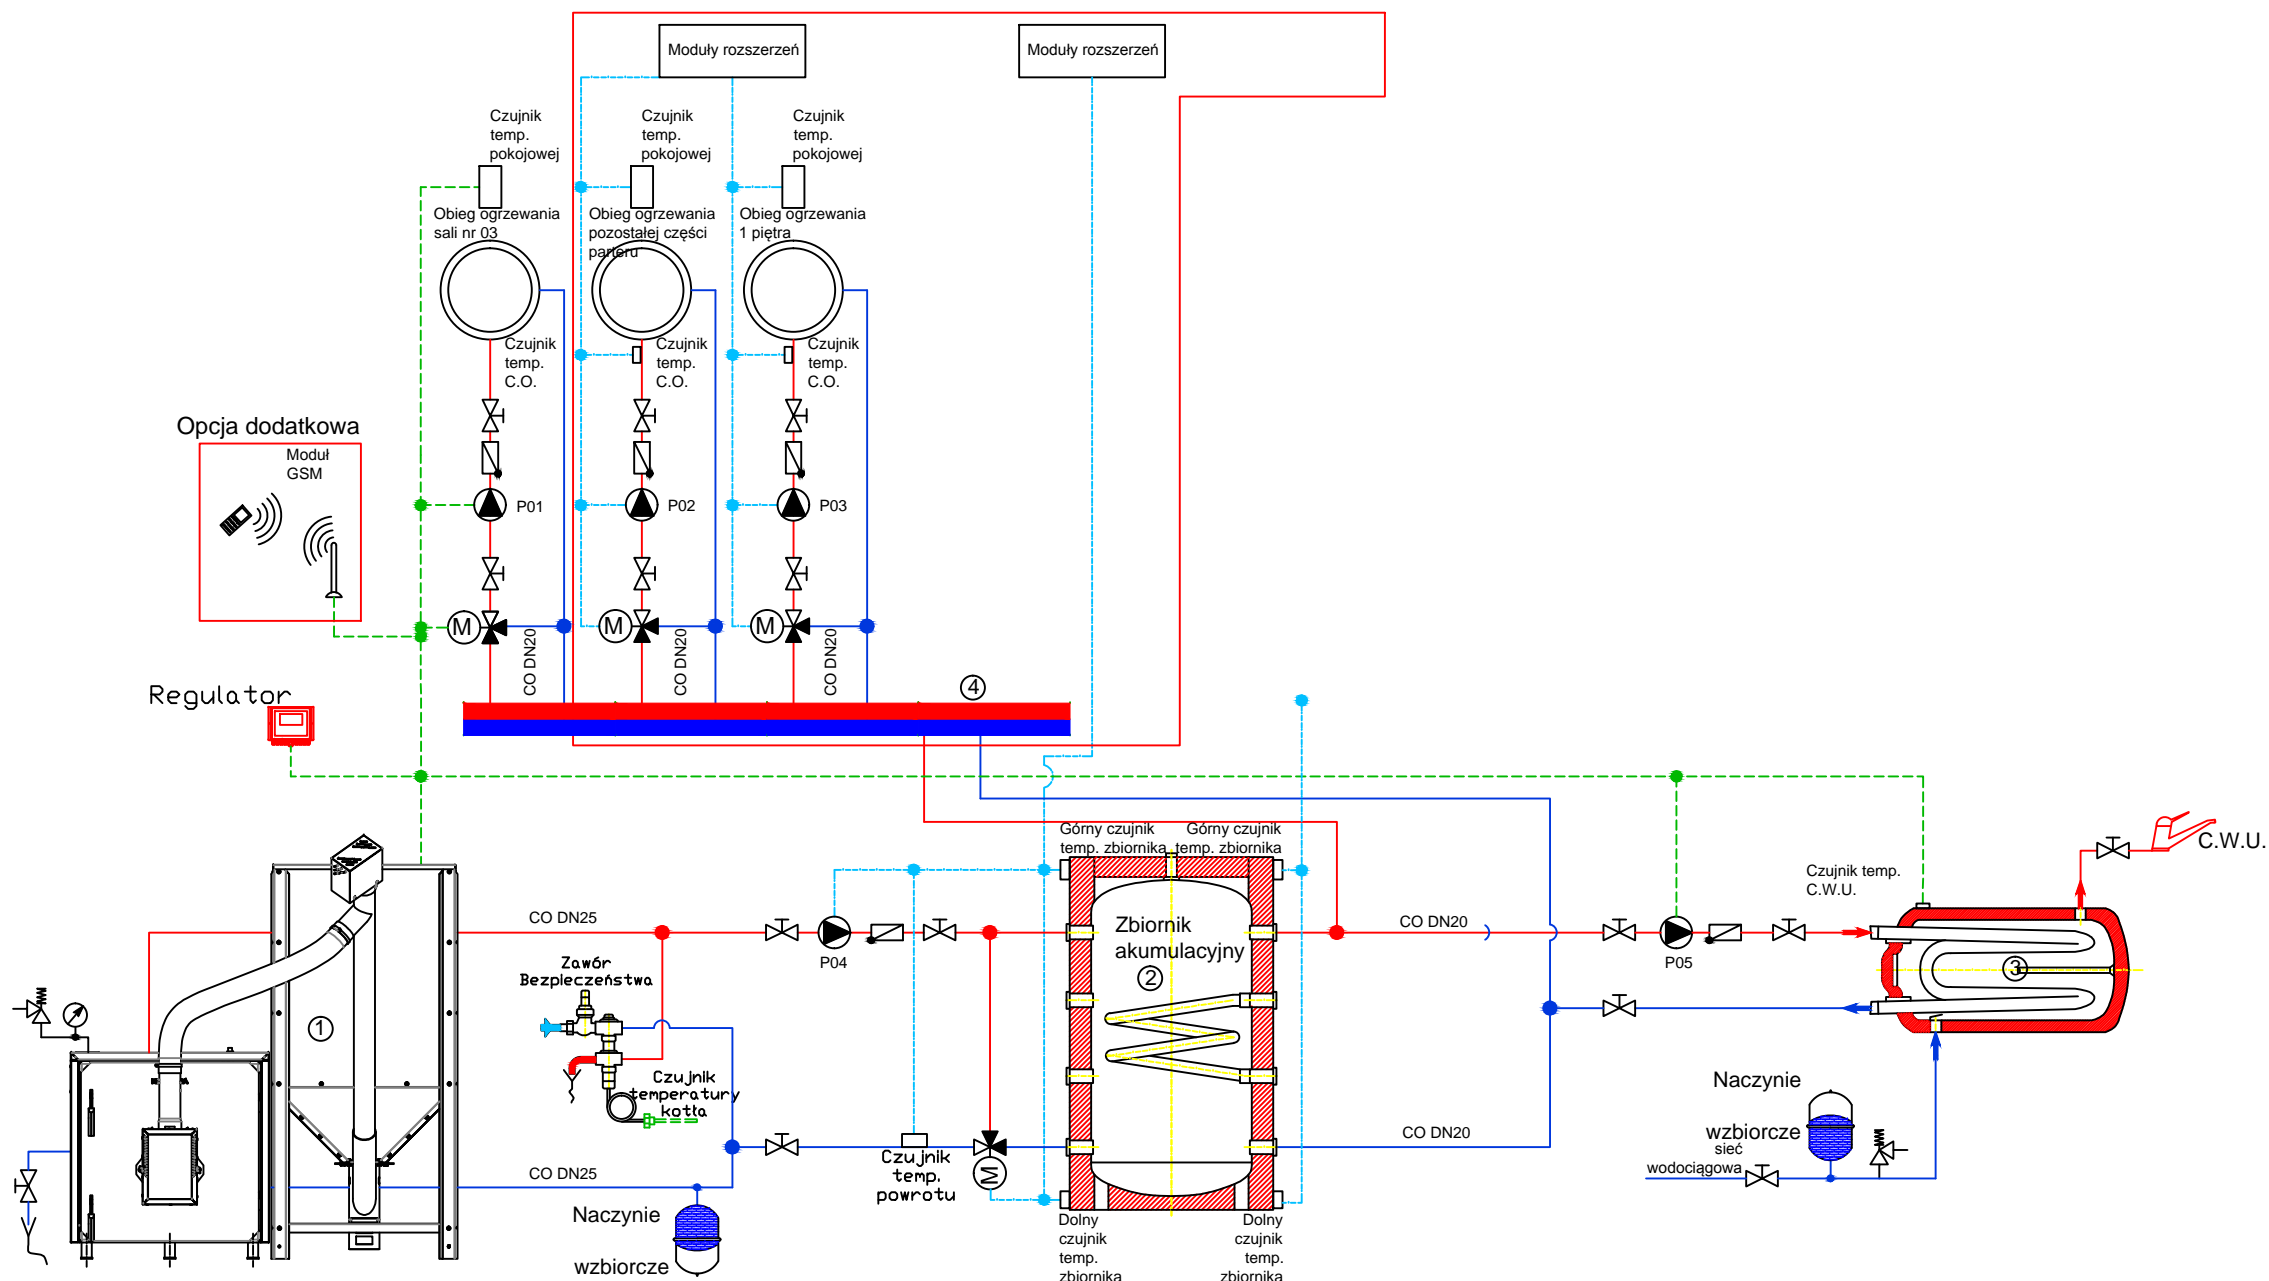 Moduły rozszerzeń
Moduły rozszerzeń
Czujnik
temp.
pokojowej
Czujnik
temp.
pokojowej
Czujnik
temp.
pokojowej
Obieg ogrzewania
sali nr 03
Obieg ogrzewania
pozostałej części
parteru
Obieg ogrzewania
1 piętra
Czujnik
temp.
C.O.
Czujnik
temp.
C.O.
Czujnik
temp.
C.O.
Opcja dodatkowa
Moduł
GSM
P01
P02
P03
M
M
M
CO DN20
CO DN20
CO DN20
4
Regulator
Górny czujnik
temp. zbiornika
Górny czujnik
temp. zbiornika
C.W.U.
Czujnik temp.
C.W.U.
CO DN25
P04
Zbiornik
akumulacyjny
2
CO DN20
P05
3
Zawór
Bezpieczeństwa
1
Czujnik
temperatury
kotła
Naczynie
wzbiorcze
sieć
wodociągowa
CO DN20
Czujnik
temp.
powrotu
M
CO DN25
Naczynie
wzbiorcze
Dolny
czujnik
temp.
zbiornika
Dolny
czujnik
temp.
zbiornika